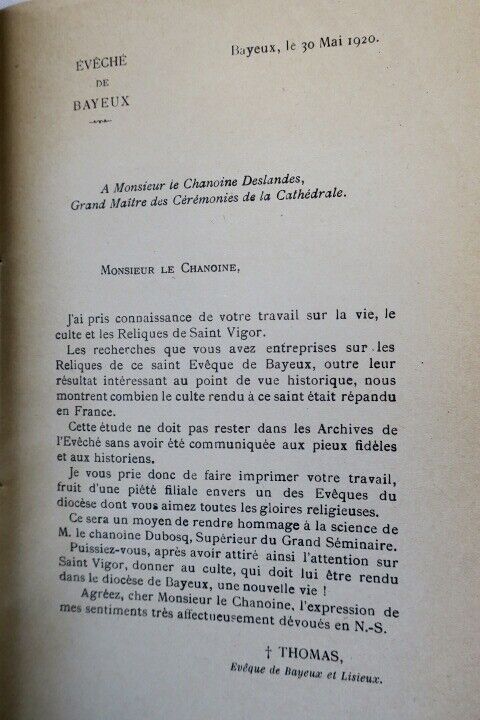 ÉVÊCHÉ
DE
BAYEUX
Bayeux, le 30 Mai 1920.
A Monsieur le Chanoine Deslandes,
Grand Maître des Cérémonies de la Cathédrale.
MONSIEUR LE CHANOINE,
J'ai pris connaissance de votre travail sur la vie, le
culte et les Reliques de Saint Vigor.
Les recherches que vous avez entreprises sur les
Reliques de ce saint Evêque de Bayeux, outre leur
résultat intéressant au point de vue historique, nous
montrent combien le culte rendu à ce saint était répandu
en France.
Cette étude ne doit pas rester dans les Archives de
l'Evêché sans avoir été communiquée aux pieux fidèles
et aux historiens.
Je vous prie donc de faire imprimer votre travail,
fruit d'une piété filiale envers un des Evêques du
diocèse dont vous aimez toutes les gloires religieuses.
Ce sera un moyen de rendre hommage à la science de
M. le chanoine Dubosq, Supérieur du Grand Séminaire.
Puissiez-vous, après avoir attiré ainsi l'attention sur
Saint Vigor, donner au culte, qui doit lui être rendu
dans le diocèse de Bayeux, une nouvelle vie !
Agréez, cher Monsieur le Chanoine, l'expression de
mes sentiments très affectueusement dévoués en N.-S.
† THOMAS,
Evêque de Bayeux et Lisieux.